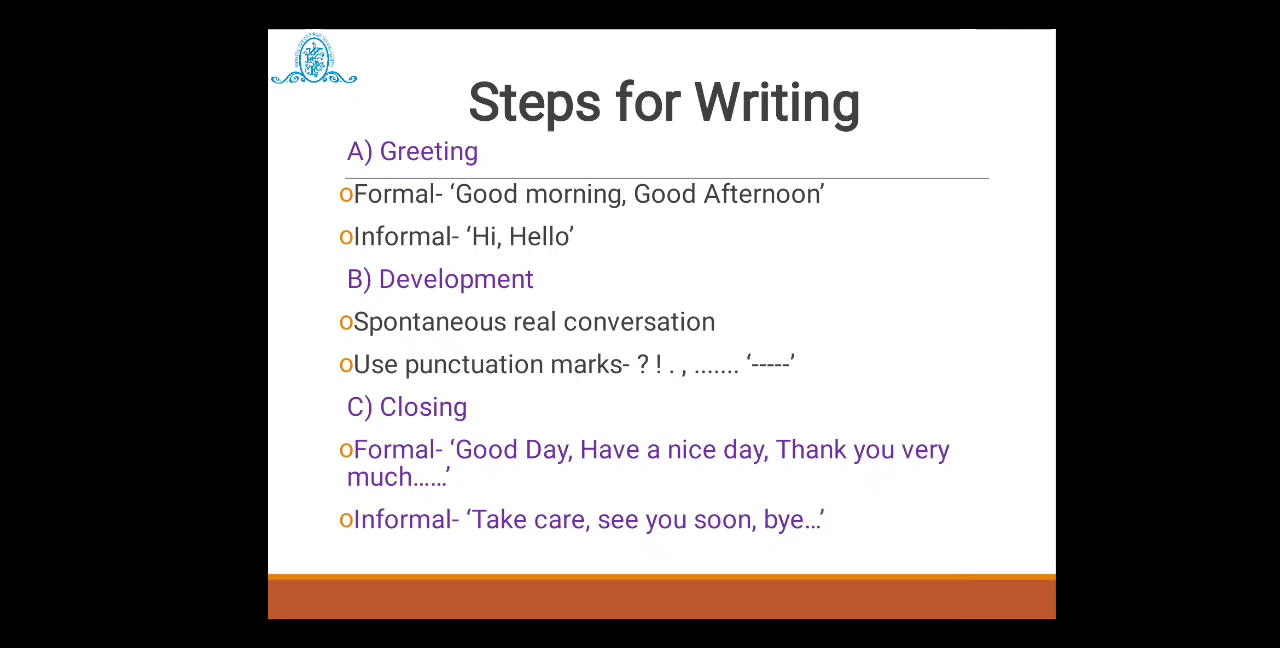 Steps for Writing
A) Greeting
oFormal- ‘Good morning, Good Afternoon’
oInformal- ‘Hi, Hello’
B) Development
oSpontaneous real conversation
oUse punctuation marks- ? ! . , ....... ‘-----’
C) Closing
oFormal- ‘Good Day, Have a nice day, Thank you very
much……’
oInformal- ‘Take care, see you soon, bye…’